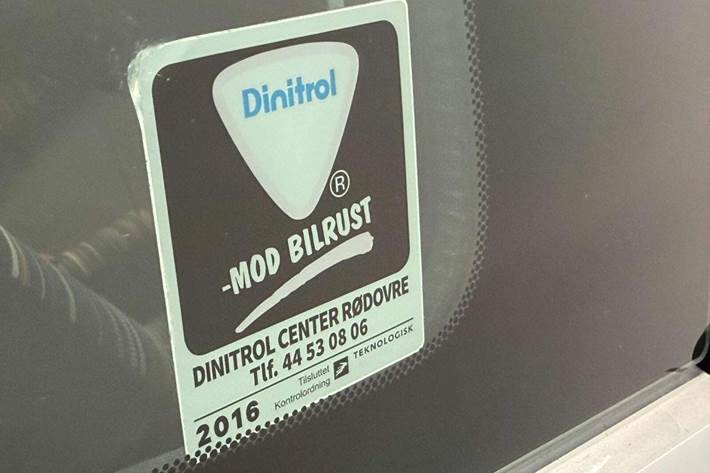 Dinitrol
®
-MOD BILRUST
DINITROL CENTER RØDOVRE
Tlf. 44 53 08 06
Tilsluttet
Kontrolordning
TEKNOLOGISK
2016